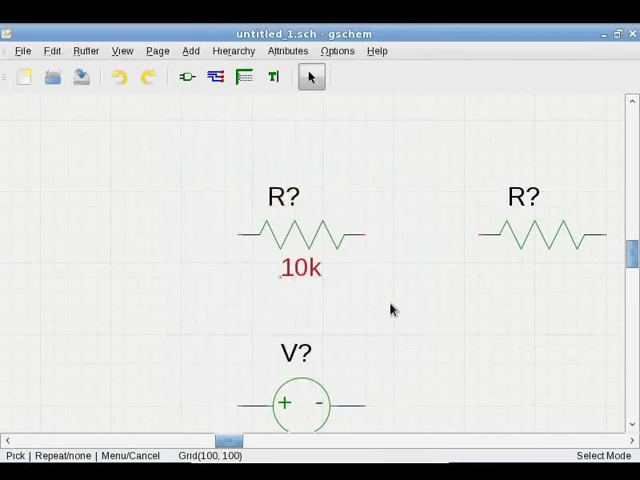 untitled_1.sch - gschem
File Edit Buffer View Page Add Hierarchy Attributes Options Help
R? R?
10k
V?
+ -
Pick | Repeat/none | Menu/Cancel Grid(100, 100) Select Mode